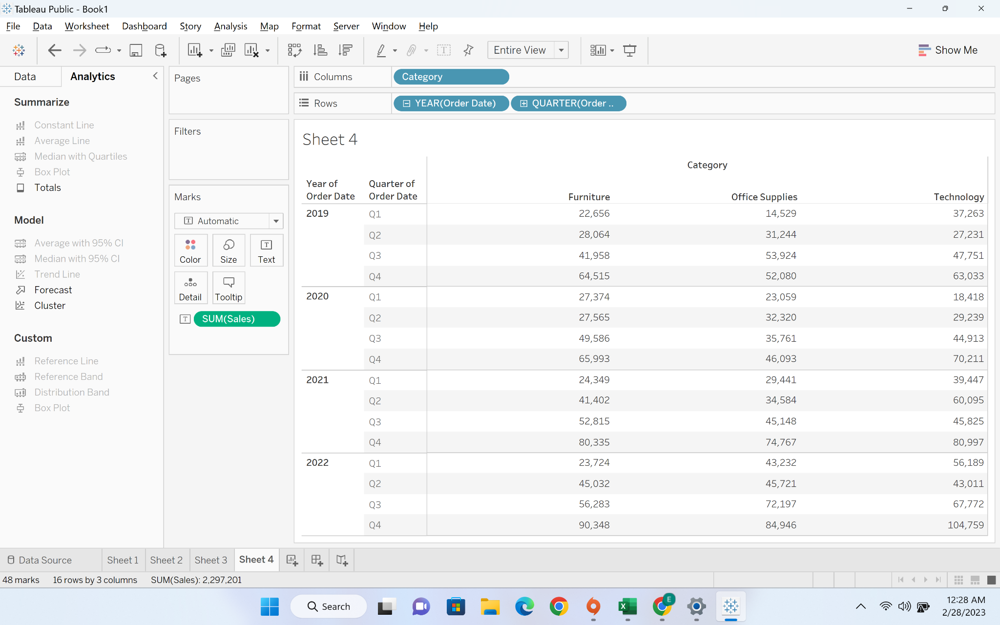 Tableau Public - Book1
File Data Worksheet Dashboard Story Analysis Map Format Server Window Help
Entire View
Show Me
Data Analytics
Summarize
Constant Line
Average Line
Median with Quartiles
Box Plot
Totals
Model
Average with 95% CI
Median with 95% CI
Trend Line
Forecast
Cluster
Custom
Reference Line
Reference Band
Distribution Band
Box Plot
Pages
Filters
Marks
T Automatic
Color Size T Text
Detail Tooltip
T SUM(Sales)
Columns Category
Rows YEAR(Order Date) QUARTER(Order ..
Sheet 4
Category
Year of Quarter of
Order Date Order Date Furniture Office Supplies Technology
2019 Q1 22,656 14,529 37,263
Q2 28,064 31,244 27,231
Q3 41,958 53,924 47,751
Q4 64,515 52,080 63,033
2020 Q1 27,374 23,059 18,418
Q2 27,565 32,320 29,239
Q3 49,586 35,761 44,913
Q4 65,993 46,093 70,211
2021 Q1 24,349 29,441 39,447
Q2 41,402 34,584 60,095
Q3 52,815 45,148 45,825
Q4 80,335 74,767 80,997
2022 Q1 23,724 43,232 56,189
Q2 45,032 45,721 43,011
Q3 56,283 72,197 67,772
Q4 90,348 84,946 104,759
Data Source Sheet 1 Sheet 2 Sheet 3 Sheet 4
48 marks 16 rows by 3 columns SUM(Sales): 2,297,201
Search
E
12:28 AM
2/28/2023